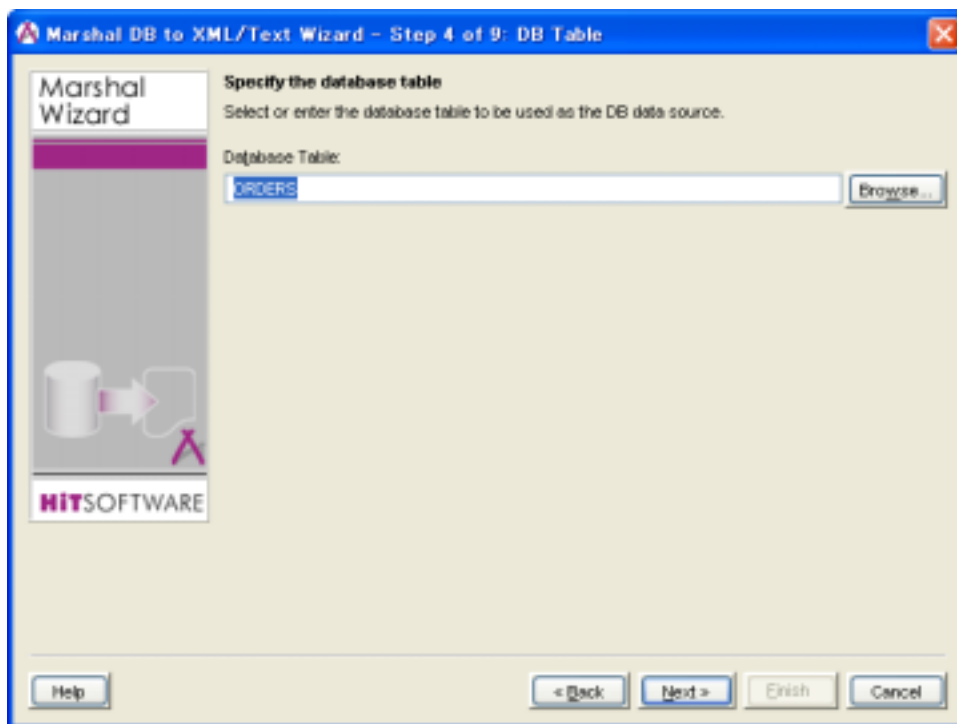 Marshal DB to XML/Text Wizard - Step 4 of 9: DB Table
Marshal
Wizard
Specify the database table
Select or enter the database table to be used as the DB data source.
Database Table:
ORDERS
Browse...
HiTSOFTWARE
Help
< Back
Next >
Finish
Cancel